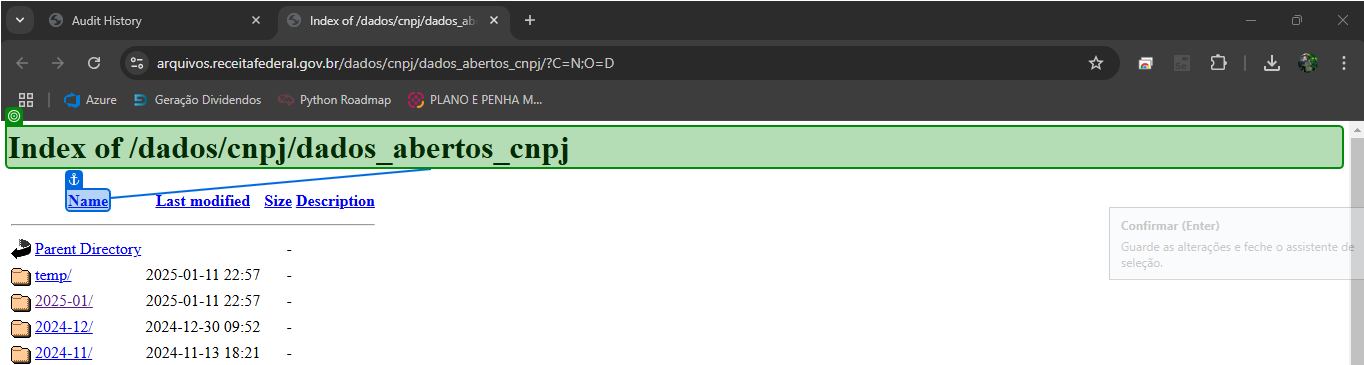 Audit History
Index of /dados/cnpj/dados_ab
arquivos.receitafederal.gov.br/dados/cnpj/dados_abertos_cnpj/?C=N;O=D
Azure
Geração Dividendos
Python Roadmap
PLANO E PENHA M...
Index of /dados/cnpj/dados_abertos_cnpj
Name Last modified Size Description
Parent Directory -
temp/ 2025-01-11 22:57 -
2025-01/ 2025-01-11 22:57 -
2024-12/ 2024-12-30 09:52 -
2024-11/ 2024-11-13 18:21 -
Confirmar (Enter)
Guarde as alterações e feche o assistente de
seleção.